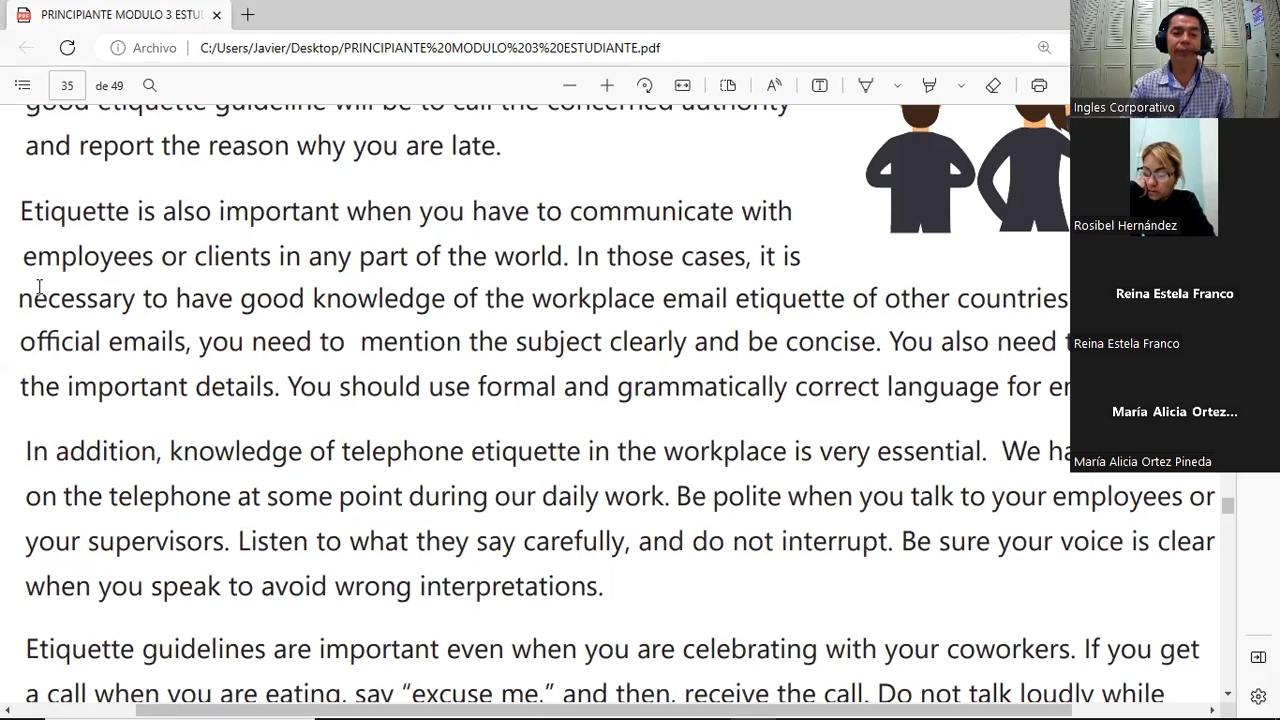 PRINCIPIANTE MODULO 3 ESTU
Archivo C:/Users/Javier/Desktop/PRINCIPIANTE%20MODULO%203%20ESTUDIANTE.pdf
35 de 49
good etiquette guideline will be to call the concerned authority
and report the reason why you are late.
Etiquette is also important when you have to communicate with
employees or clients in any part of the world. In those cases, it is
necessary to have good knowledge of the workplace email etiquette of other countries
official emails, you need to mention the subject clearly and be concise. You also need
the important details. You should use formal and grammatically correct language for
In addition, knowledge of telephone etiquette in the workplace is very essential. We
on the telephone at some point during our daily work. Be polite when you talk to your employees or
your supervisors. Listen to what they say carefully, and do not interrupt. Be sure your voice is clear
when you speak to avoid wrong interpretations.
Etiquette guidelines are important even when you are celebrating with your coworkers. If you get
a call when you are eating, say “excuse me,” and then, receive the call. Do not talk loudly while
Ingles Corporativo
Rosibel Hernández
Reina Estela Franco
Reina Estela Franco
María Alicia Ortez...
María Alicia Ortez Pineda